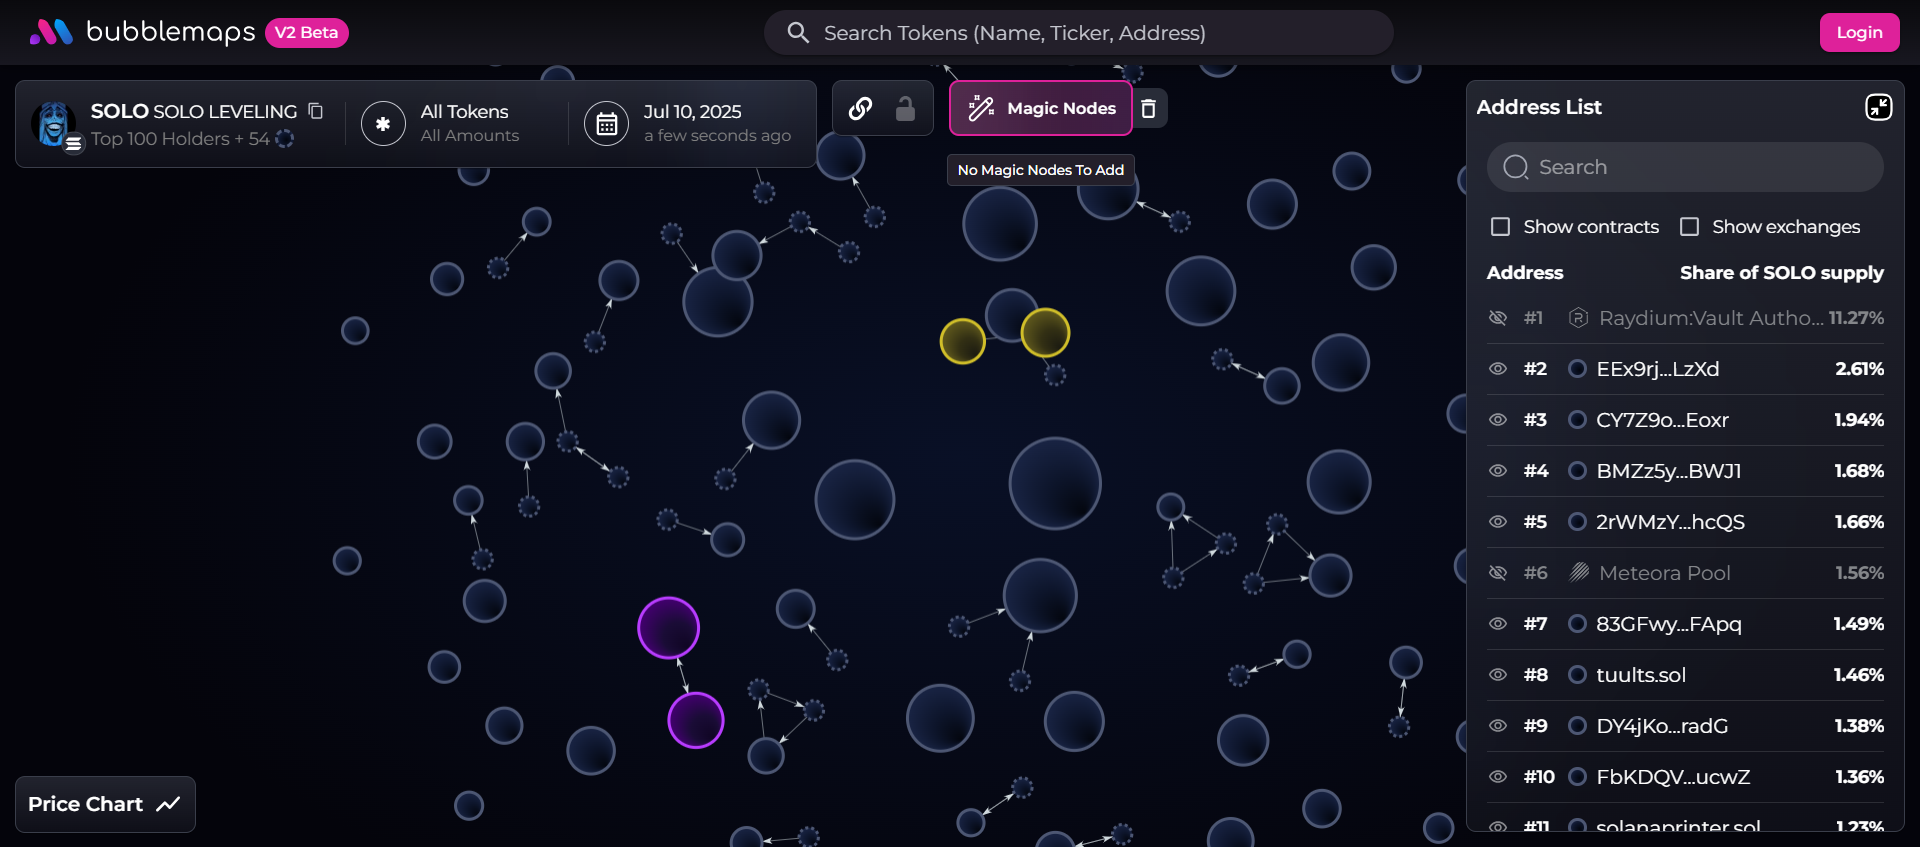 bubblemaps V2 Beta
Search Tokens (Name, Ticker, Address)
Login
SOLO SOLO LEVELING
Top 100 Holders + 54
All Tokens
All Amounts
Jul 10, 2025
a few seconds ago
Magic Nodes
No Magic Nodes To Add
Address List
Search
Show contracts
Show exchanges
Address Share of SOLO supply
#1 Raydium:Vault Autho... 11.27%
#2 EEx9rj...LzXd 2.61%
#3 CY7Z9o...Eoxr 1.94%
#4 BMZz5y...BWJ1 1.68%
#5 2rWMzY...hcQS 1.66%
#6 Meteora Pool 1.56%
#7 83GFwy...FApq 1.49%
#8 tuults.sol 1.46%
#9 DY4jKo...radG 1.38%
#10 FbKDQV...ucwZ 1.36%
#11 solanaprinter.sol 1.23%
Price Chart